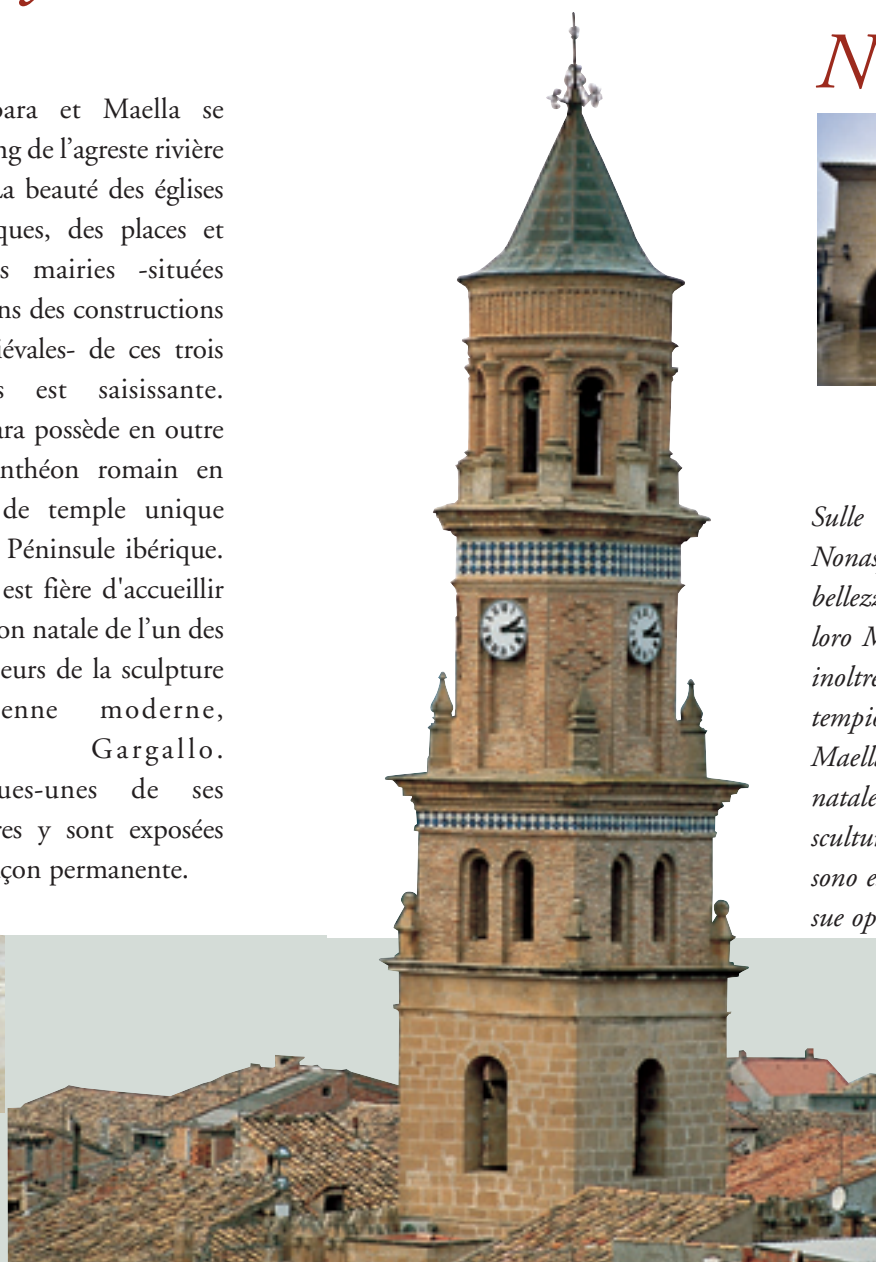 para et Maella se
ng de l’agreste rivière
La beauté des églises
ques, des places et
s mairies -situées
ns des constructions
iévales- de ces trois
s est saisissante.
ara possède en outre
nthéon romain en
de temple unique
Péninsule ibérique.
est fière d'accueillir
on natale de l’un des
eurs de la sculpture
enne moderne,
Gargallo.
ues-unes de ses
res y sont exposées
çon permanente.
N
Sulle
Nonas
bellezz
loro M
inoltre
tempio
Maella
natale
scultur
sono e
sue op